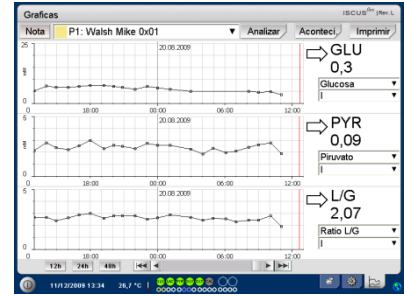 Graficas
ISCUSflex |Rev. L
Nota P1: Walsh Mike 0x01 Analizar Aconteci. Imprimir
25 20.08.2009
0
18:00 00:00 06:00 12:00
GLU
0,3
Glucosa
I
5 20.08.2009
0
18:00 00:00 06:00 12:00
PYR
0,09
Piruvato
I
5 20.08.2009
0
18:00 00:00 06:00 12:00
L/G
2,07
Ratio L/G
I
12h 24h 48h
11/12/2009 13:34 26,7 °C